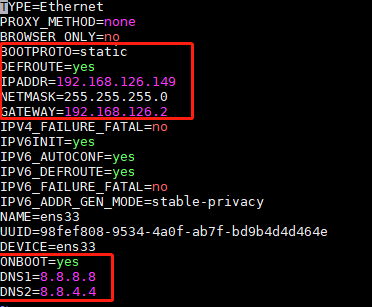 TYPE=Ethernet
PROXY_METHOD=none
BROWSER_ONLY=no
BOOTPROTO=static
DEFROUTE=yes
IPADDR=192.168.126.149
NETMASK=255.255.255.0
GATEWAY=192.168.126.2
IPV4_FAILURE_FATAL=no
IPV6INIT=yes
IPV6_AUTOCONF=yes
IPV6_DEFROUTE=yes
IPV6_FAILURE_FATAL=no
IPV6_ADDR_GEN_MODE=stable-privacy
NAME=ens33
UUID=98fef808-9534-4a0f-ab7f-bd9b4d4d464e
DEVICE=ens33
ONBOOT=yes
DNS1=8.8.8.8
DNS2=8.8.4.4